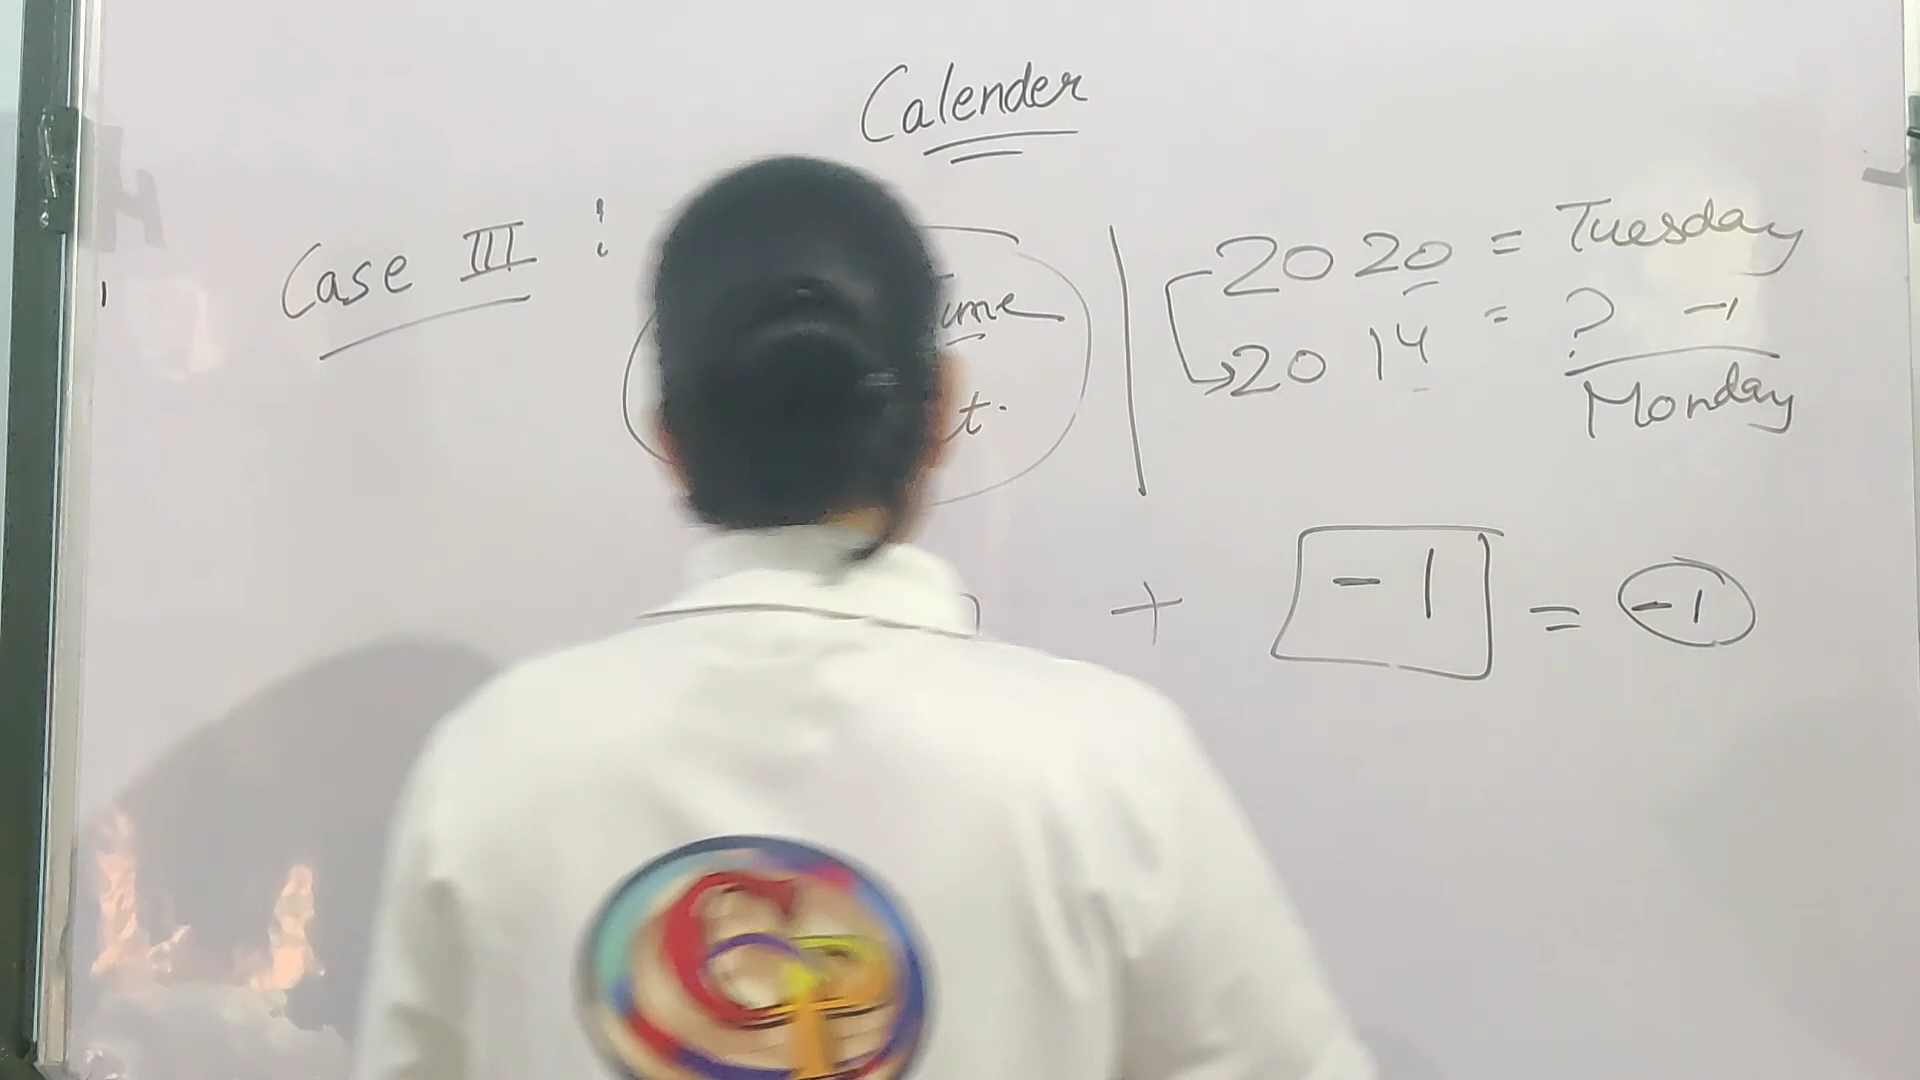 Calender
Case III :
t.
2020 = Tuesday
2014 = ? -1
Monday
+ -1 = -1